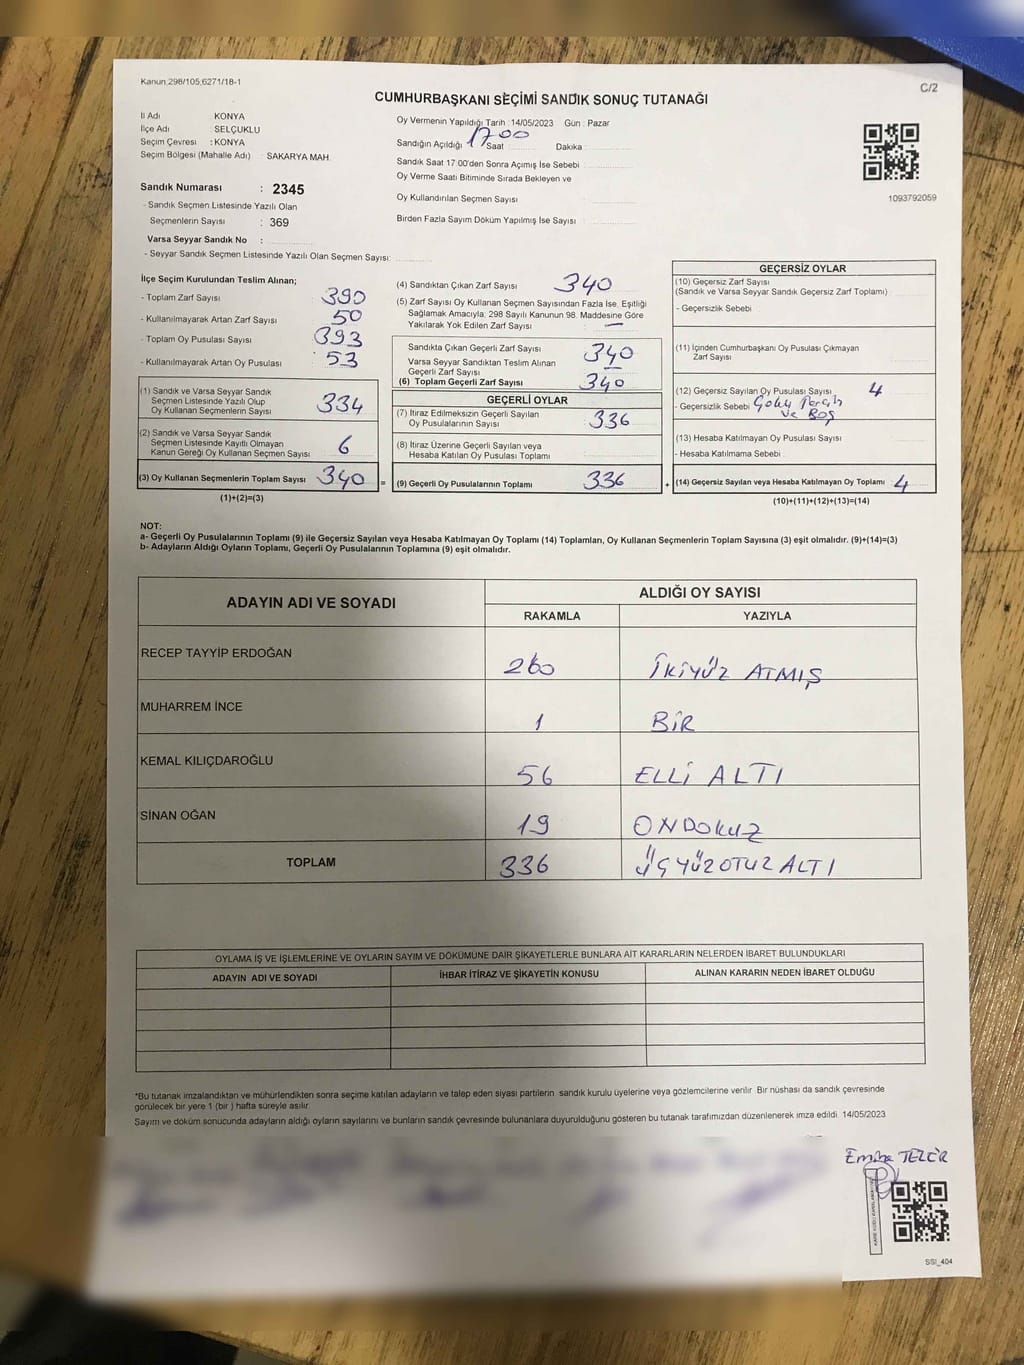 Kanun 298/105,6271/18-1
C/2
CUMHURBAŞKANI SEÇİMİ SANDIK SONUÇ TUTANAĞI
İl Adı KONYA
İlçe Adı SELÇUKLU
Seçim Çevresi : KONYA
Seçim Bölgesi (Mahalle Adı) : SAKARYA MAH.
Sandık Numarası : 2345
- Sandık Seçmen Listesinde Yazılı Olan
Seçmenlerin Sayısı : 369
Varsa Seyyar Sandık No :
- Seyyar Sandık Seçmen Listesinde Yazılı Olan Seçmen Sayısı:
Oy Vermenin Yapıldığı Tarih : 14/05/2023 Gün : Pazar
Sandığın Açıldığı 1700 Saat Dakika
Sandık Saat 17:00'den Sonra Açımış İse Sebebi
Oy Verme Saati Bitiminde Sırada Bekleyen ve
Oy Kullandırılan Seçmen Sayısı
Birden Fazla Sayım Döküm Yapılmış İse Sayısı :
1093792059
İlçe Seçim Kurulundan Teslim Alınan;
- Toplam Zarf Sayısı 390
- Kullanılmayarak Artan Zarf Sayısı 50
- Toplam Oy Pusulası Sayısı 393
- Kullanılmayarak Artan Oy Pusulası 53
(1) Sandık ve Varsa Seyyar Sandık
Seçmen Listesinde Yazılı Olup
Oy Kullanan Seçmenlerin Sayısı 334
(2) Sandık ve Varsa Seyyar Sandık
Seçmen Listesinde Kayıtlı Olmayan
Kanun Gereği Oy Kullanan Seçmen Sayısı 6
(3) Oy Kullanan Seçmenlerin Toplam Sayısı 340 =
(1)+(2)=(3)
(4) Sandıktan Çıkan Zarf Sayısı 340
(5) Zarf Sayısı Oy Kullanan Seçmen Sayısından Fazla İse, Eşitliği
Sağlamak Amacıyla; 298 Sayılı Kanunun 98. Maddesine Göre
Yakılarak Yok Edilen Zarf Sayısı —
Sandıkta Çıkan Geçerli Zarf Sayısı 340
Varsa Seyyar Sandıktan Teslim Alınan
Geçerli Zarf Sayısı —
(6) Toplam Geçerli Zarf Sayısı 340
GEÇERLİ OYLAR
(7) İtiraz Edilmeksizin Geçerli Sayılan
Oy Pusulalarının Sayısı 336
(8) İtiraz Üzerine Geçerli Sayılan veya
Hesaba Katılan Oy Pusulası Toplamı
(9) Geçerli Oy Pusulalarının Toplamı 336 +
GEÇERSİZ OYLAR
(10) Geçersiz Zarf Sayısı
(Sandık ve Varsa Seyyar Sandık Geçersiz Zarf Toplamı)
- Geçersizlik Sebebi
(11) İçinden Cumhurbaşkanı Oy Pusulası Çıkmayan
Zarf Sayısı
(12) Geçersiz Sayılan Oy Pusulası Sayısı 4
- Geçersizlik Sebebi
ve Boş
(13) Hesaba Katılmayan Oy Pusulası Sayısı
- Hesaba Katılmama Sebebi
(14) Geçersiz Sayılan veya Hesaba Katılmayan Oy Toplamı 4
(10)+(11)+(12)+(13)=(14)
NOT:
a- Geçerli Oy Pusulalarının Toplamı (9) ile Geçersiz Sayılan veya Hesaba Katılmayan Oy Toplamı (14) Toplamları, Oy Kullanan Seçmenlerin Toplam Sayısına (3) eşit olmalıdır. (9)+(14)=(3)
b- Adayların Aldığı Oyların Toplamı, Geçerli Oy Pusulalarının Toplamına (9) eşit olmalıdır.
ADAYIN ADI VE SOYADI
ALDIĞI OY SAYISI
RAKAMLA YAZIYLA
RECEP TAYYİP ERDOĞAN 260 İKİYÜZ ATMIŞ
MUHARREM İNCE 1 BİR
KEMAL KILIÇDAROĞLU 56 ELLİ ALTI
SİNAN OĞAN 19 ONDOKUZ
TOPLAM 336 ÜÇYÜZOTUZALTI
OYLAMA İŞ VE İŞLEMLERİNE VE OYLARIN SAYIM VE DÖKÜMÜNE DAİR ŞİKAYETLERLE BUNLARA AİT KARARLARIN NELERDEN İBARET BULUNDUKLARI
ADAYIN ADI VE SOYADI İHBAR İTİRAZ VE ŞİKAYETİN KONUSU ALINAN KARARIN NEDEN İBARET OLDUĞU
*Bu tutanak imzalandıktan ve mühürlendikten sonra seçime katılan adayların ve talep eden siyasi partilerin sandık kurulu üyelerine veya gözlemcilerine verilir. Bir nüshası da sandık çevresinde
görülecek bir yere 1 (bir ) hafta süreyle asılır.
Sayım ve döküm sonucunda adayların aldığı oyların sayılarını ve bunların sandık çevresinde bulunanlara duyurulduğunu gösteren bu tutanak tarafımızdan düzenlenerek imza edildi. 14/05/2023
SSI_404